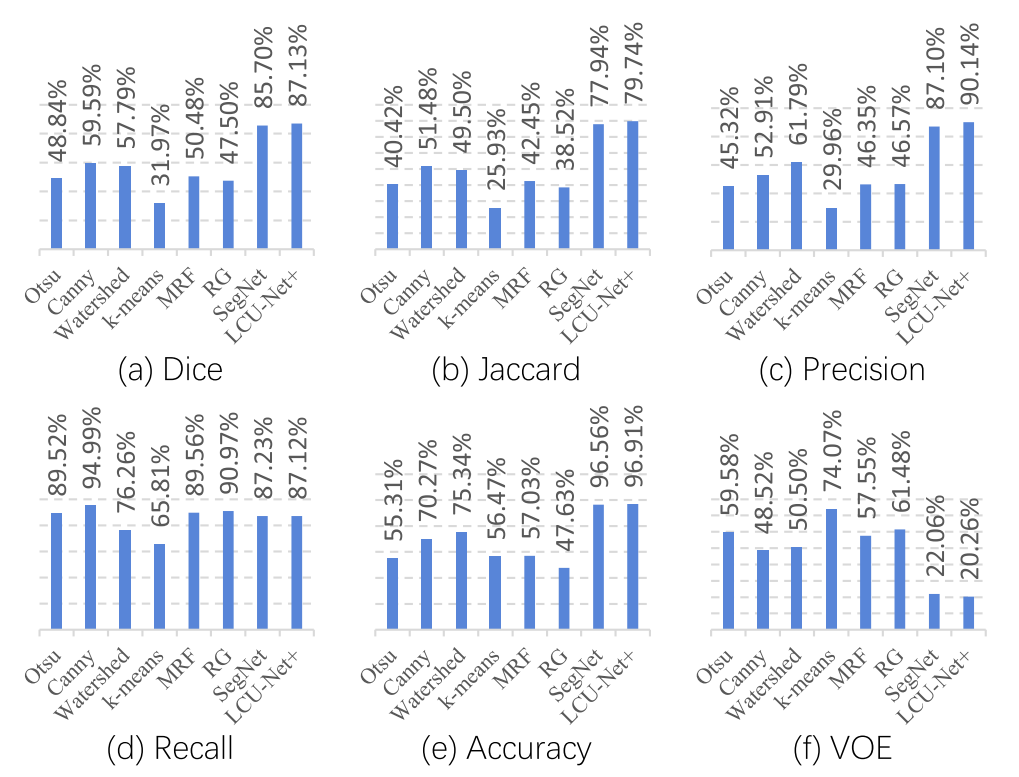 48.84%
59.59%
57.79%
31.97%
50.48%
47.50%
85.70%
87.13%
Otsu
Canny
Watershed
k-means
MRF
RG
SegNet
LCU-Net+
(a) Dice
40.42%
51.48%
49.50%
25.93%
42.45%
38.52%
77.94%
79.74%
Otsu
Canny
Watershed
k-means
MRF
RG
SegNet
LCU-Net+
(b) Jaccard
45.32%
52.91%
61.79%
29.96%
46.35%
46.57%
87.10%
90.14%
Otsu
Canny
Watershed
k-means
MRF
RG
SegNet
LCU-Net+
(c) Precision
89.52%
94.99%
76.26%
65.81%
89.56%
90.97%
87.23%
87.12%
Otsu
Canny
Watershed
k-means
MRF
RG
SegNet
LCU-Net+
(d) Recall
55.31%
70.27%
75.34%
56.47%
57.03%
47.63%
96.56%
96.91%
Otsu
Canny
Watershed
k-means
MRF
RG
SegNet
LCU-Net+
(e) Accuracy
59.58%
48.52%
50.50%
74.07%
57.55%
61.48%
22.06%
20.26%
Otsu
Canny
Watershed
k-means
MRF
RG
SegNet
LCU-Net+
(f) VOE